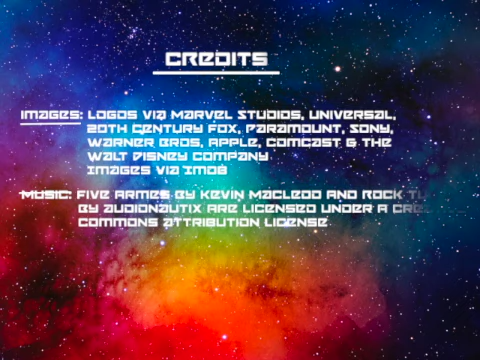 CREDITS
IMAGES: LOGOS VIA MARVEL STUDIOS, UNIVERSAL,
20TH CENTURY FOX, PARAMOUNT, SONY,
WARNER BROS, APPLE, COMCAST & THE
WALT DISNEY COMPANY
IMAGES VIA IMDB
MUSIC: FIVE ARMES BY KEVIN MACLEOD AND ROCK
BY AUDIONAUTIX ARE LICENSED UNDER A
COMMONS ATTRIBUTION LICENSE